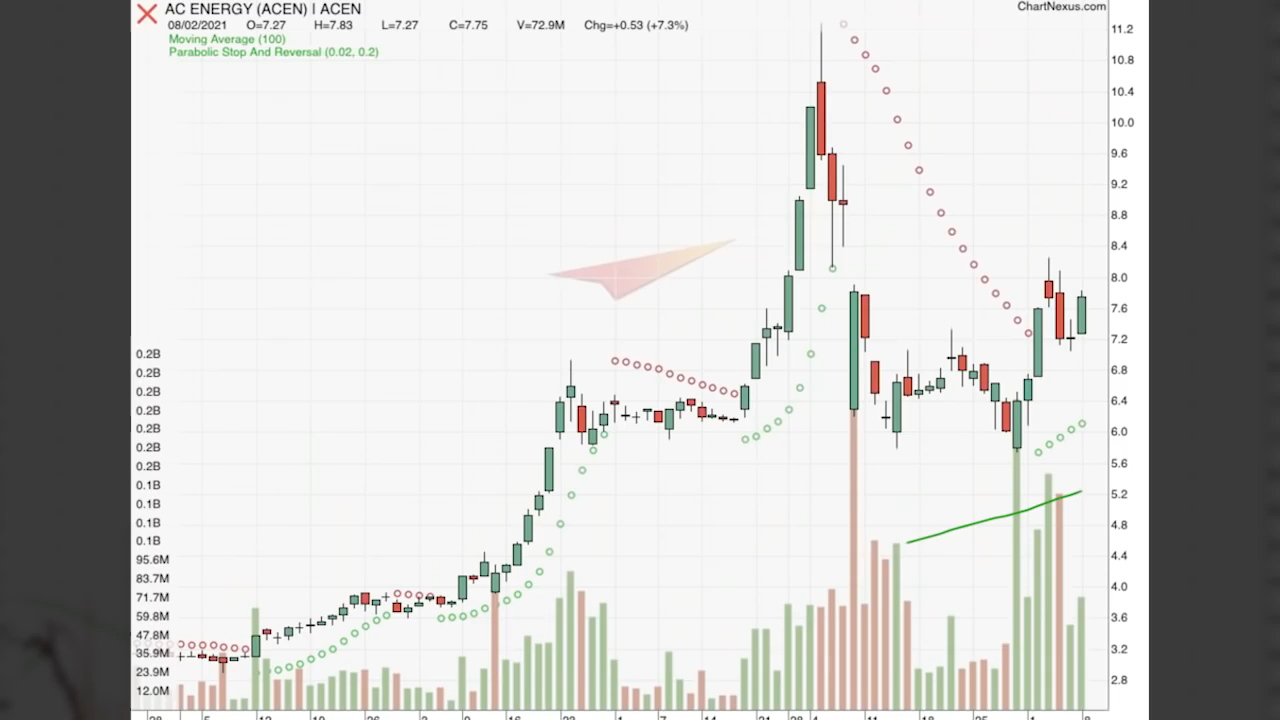 AC ENERGY (ACEN) | ACEN
ChartNexus.com
08/02/2021 O=7.27 H=7.83 L=7.27 C=7.75 V=72.9M Chg=+0.53 (+7.3%)
Moving Average (100)
Parabolic Stop And Reversal (0.02, 0.2)
11.2
10.8
10.4
10.0
9.6
9.2
8.8
8.4
8.0
7.6
7.2
6.8
6.4
6.0
5.6
5.2
4.8
4.4
4.0
3.6
3.2
2.8
0.2B
0.2B
0.2B
0.2B
0.2B
0.2B
0.2B
0.1B
0.1B
0.1B
0.1B
95.6M
83.7M
71.7M
59.8M
47.8M
35.9M
23.9M
12.0M